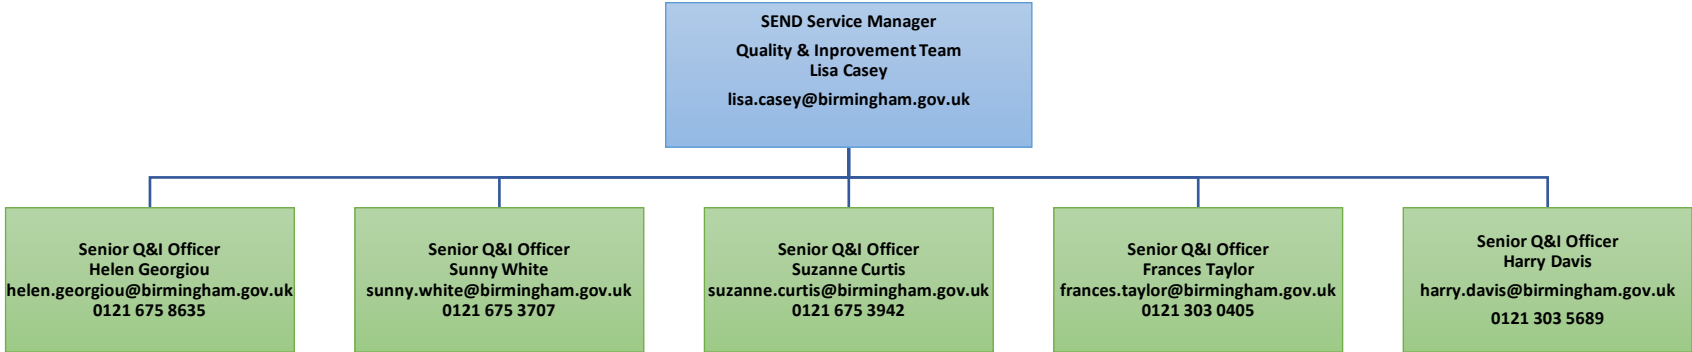 SEND Service Manager
Quality & Inprovement Team
Lisa Casey
lisa.casey@birmingham.gov.uk
Senior Q&I Officer
Helen Georgiou
helen.georgiou@birmingham.gov.uk
0121 675 8635
Senior Q&I Officer
Sunny White
sunny.white@birmingham.gov.uk
0121 675 3707
Senior Q&I Officer
Suzanne Curtis
suzanne.curtis@birmingham.gov.uk
0121 675 3942
Senior Q&I Officer
Frances Taylor
frances.taylor@birmingham.gov.uk
0121 303 0405
Senior Q&I Officer
Harry Davis
harry.davis@birmingham.gov.uk
0121 303 5689